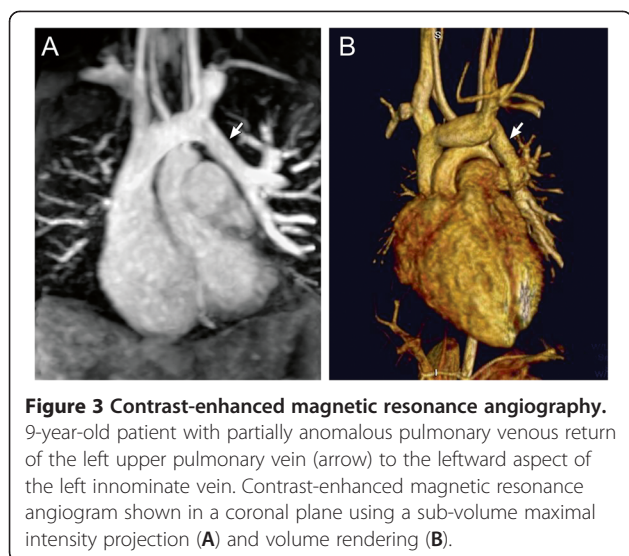 A
B
S
Figure 3 Contrast-enhanced magnetic resonance angiography.
9-year-old patient with partially anomalous pulmonary venous return
of the left upper pulmonary vein (arrow) to the leftward aspect of
the left innominate vein. Contrast-enhanced magnetic resonance
angiogram shown in a coronal plane using a sub-volume maximal
intensity projection (A) and volume rendering (B).